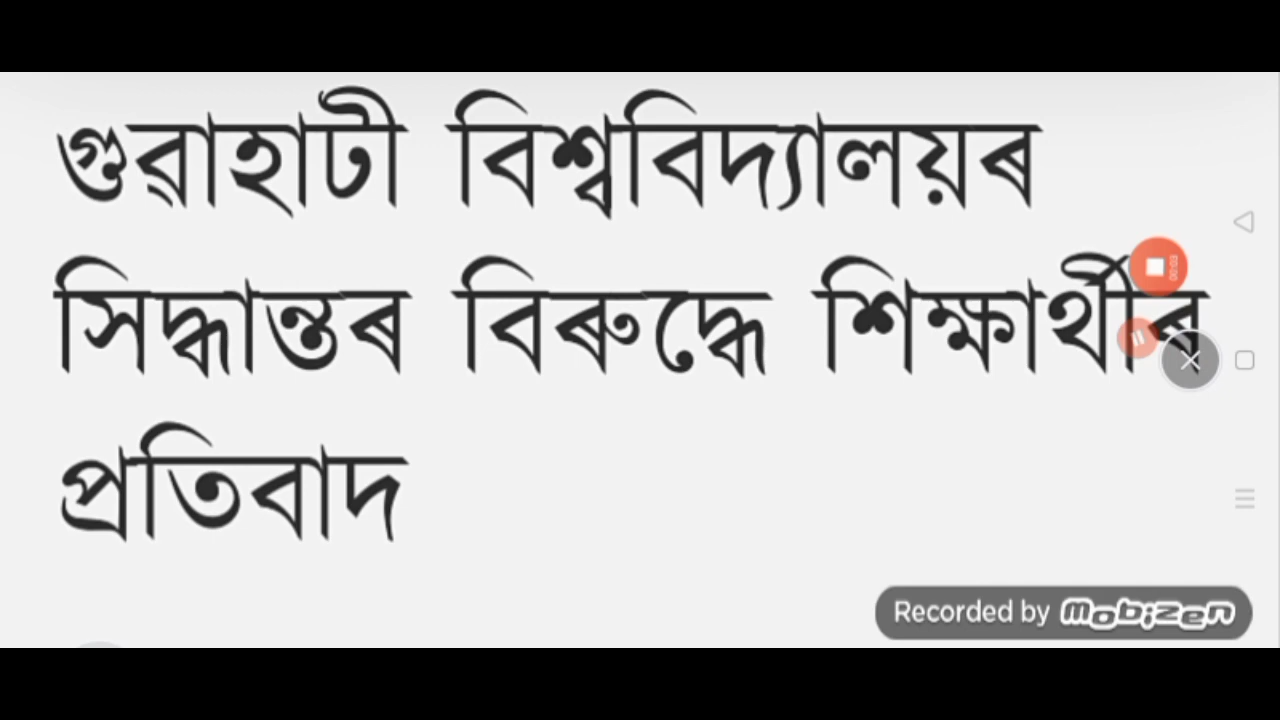 গুৱাহাটী বিশ্ববিদ্যালয়ৰ
সিদ্ধান্তৰ বিৰুদ্ধে শিক্ষাৰ্থীৰ
প্ৰতিবাদ
Recorded by mobizen